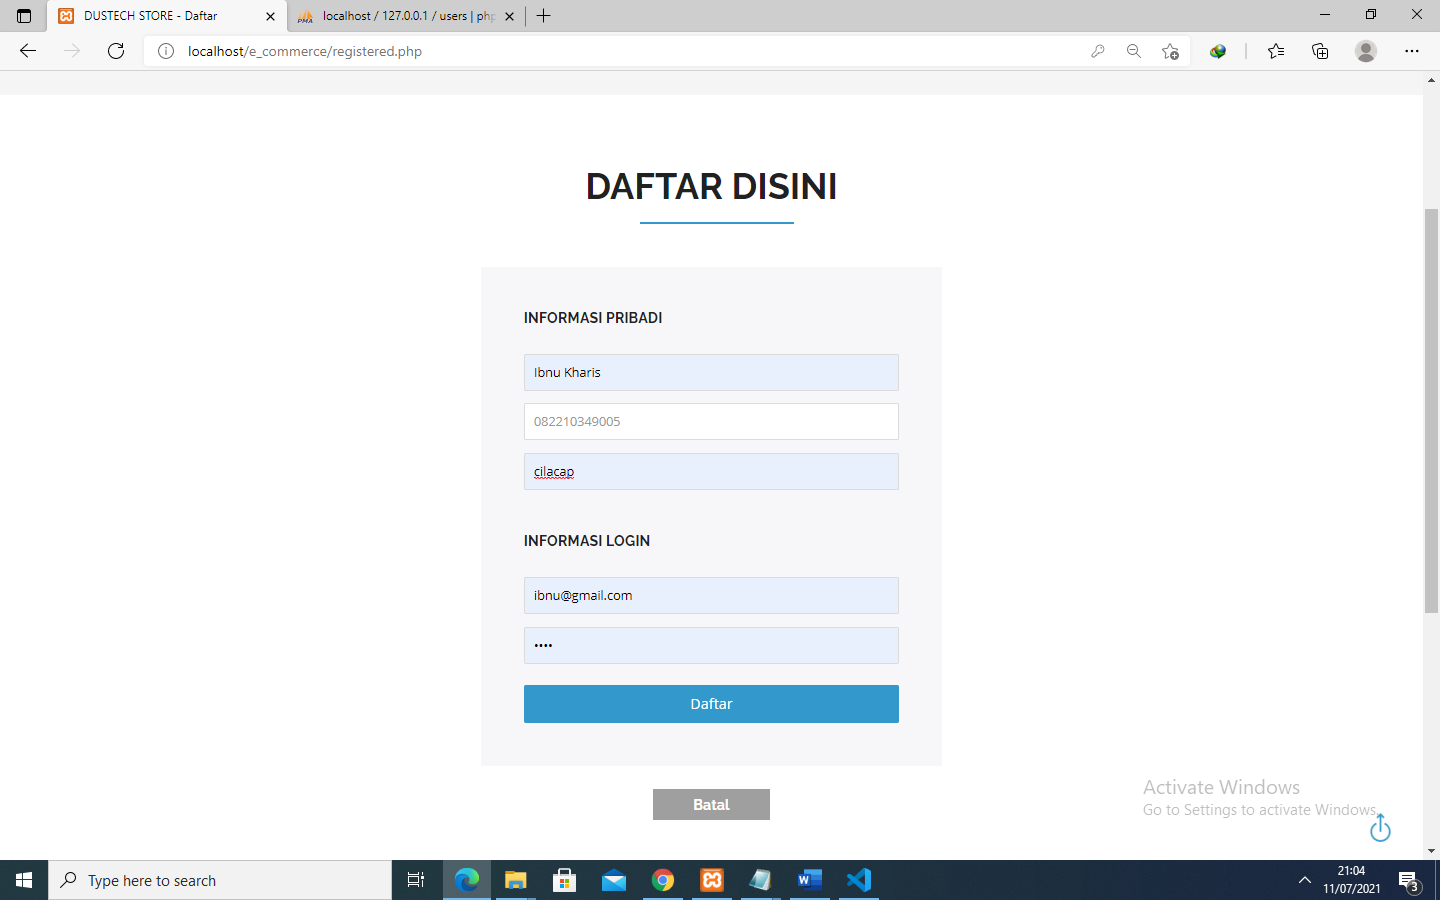 DUSTECH STORE - Daftar
localhost / 127.0.0.1 / users | php
localhost/e_commerce/registered.php
DAFTAR DISINI
INFORMASI PRIBADI
Ibnu Kharis
082210349005
cilacap
INFORMASI LOGIN
ibnu@gmail.com
••••
Daftar
Batal
Activate Windows
Go to Settings to activate Windows.
Type here to search
21:04
11/07/2021
3